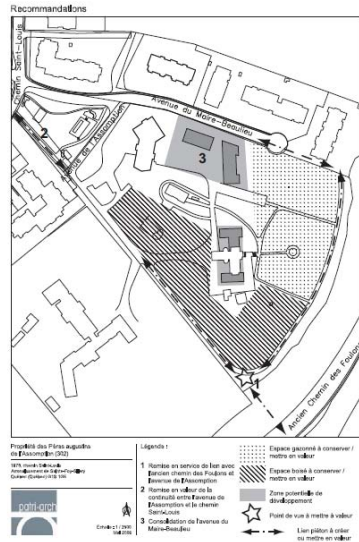 Recommandations
Chemin Saint-Louis
2
Avenue de l'Assomption
Avenue du Maire-Beaulieu
3
Ancien Chemin des Foulons
Propriété des Pères augustins
de l'Assomption (302)
Légende :
1 Remise en service de lien avec
l'ancien chemin des Foulons et
l'avenue de l'Assomption
2 Remise en valeur de la
continuité entre l'avenue de
l'Assomption et le chemin
Saint-Louis
3 Consolidation de l'avenue du
Maire-Beaulieu
Espace gazonné à conserver /
mettre en valeur
Espace boisé à conserver /
mettre en valeur
Zone potentielle de
développement
Point de vue à mettre à valeur
Lien piéton à créer
ou mettre en valeur
patri-arch